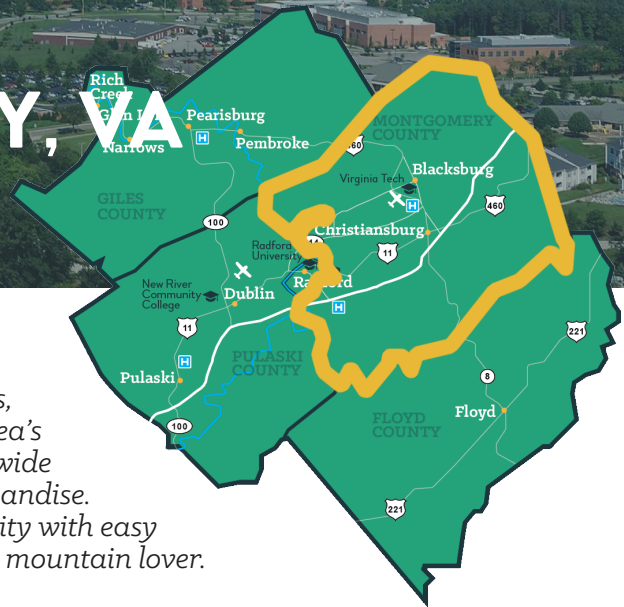 Y, VA
Rich
Creek
Narrows
Pearisburg
Pembroke
H
GILES
COUNTY
MONTGOMERY
COUNTY
Blacksburg
Virginia Tech
H
460
Christiansburg
11
100
Radford
University
Radford
H
New River
Community
College
Dublin
11
H
Pulaski
PULASKI
COUNTY
100
8
221
Floyd
FLOYD
COUNTY
221
s,
ea's
wide
andise.
ity with easy
mountain lover.